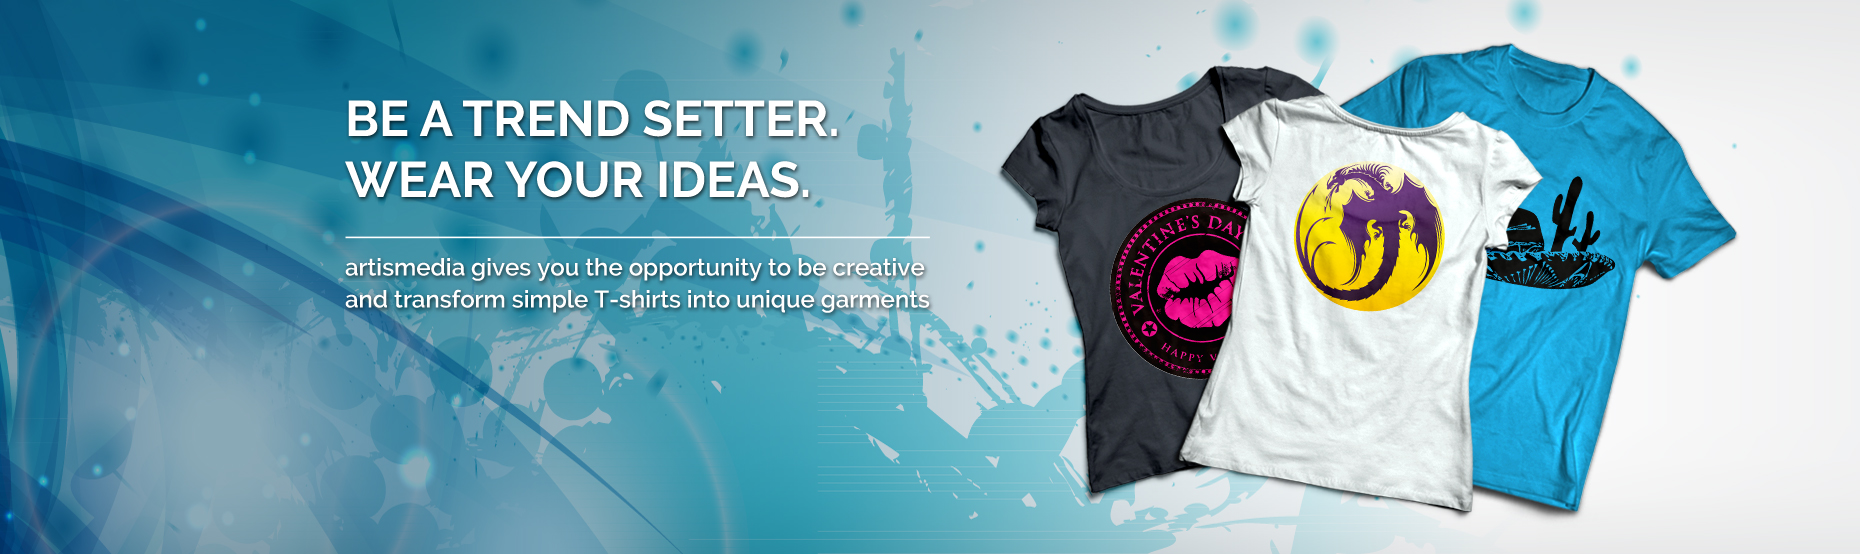 BE A TREND SETTER.
WEAR YOUR IDEAS.
artismedia gives you the opportunity to be creative
and transform simple T-shirts into unique garments
VALENTINE'S DAY
HAPPY